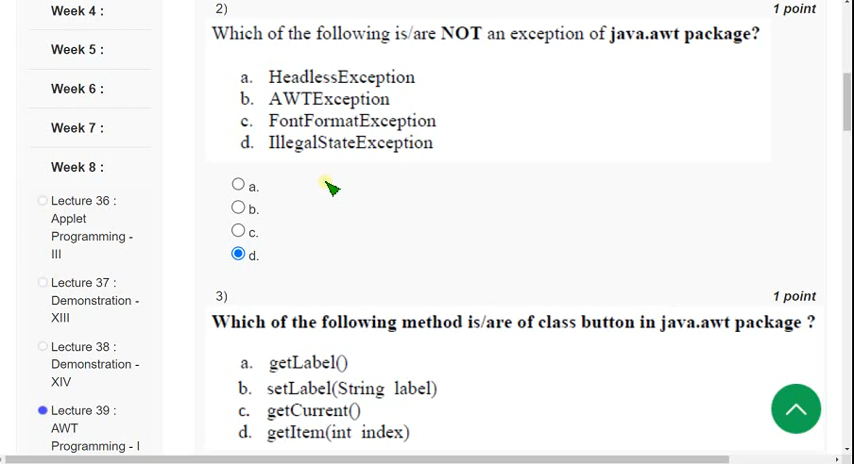 Week 4 :
Week 5 :
Week 6 :
Week 7 :
Week 8 :
Lecture 36 :
Applet
Programming -
III
Lecture 37 :
Demonstration -
XIII
Lecture 38 :
Demonstration -
XIV
Lecture 39 :
AWT
Programming - I
2)
1 point
Which of the following is/are NOT an exception of java.awt package?
a. HeadlessException
b. AWTException
c. FontFormatException
d. IllegalStateException
a.
b.
c.
d.
3)
1 point
Which of the following method is/are of class button in java.awt package ?
a. getLabel()
b. setLabel(String label)
c. getCurrent()
d. getItem(int index)